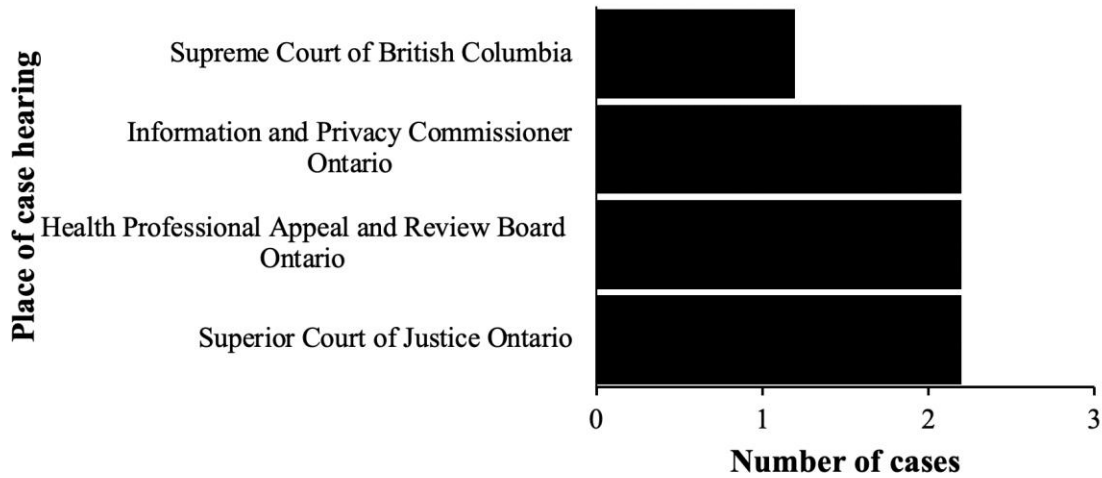 Place of case hearing
Supreme Court of British Columbia
Information and Privacy Commissioner
Ontario
Health Professional Appeal and Review Board
Ontario
Superior Court of Justice Ontario
0 1 2 3
Number of cases